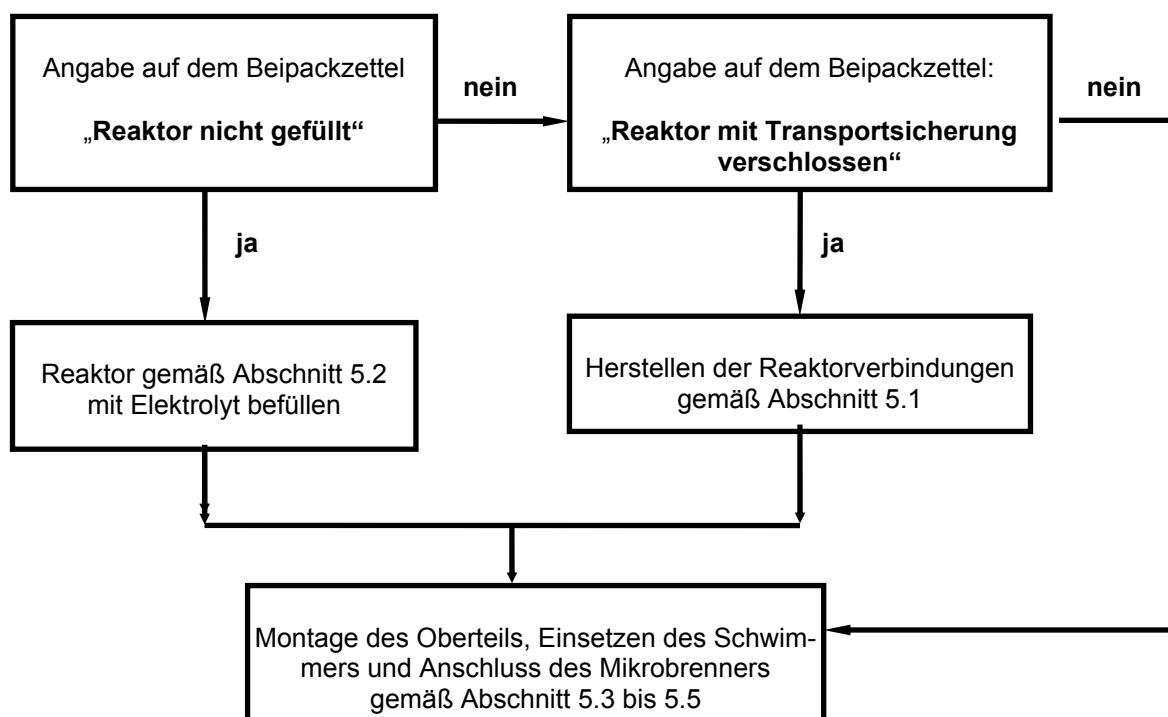 Angabe auf dem Beipackzettel
„Reaktor nicht gefüllt“
nein
Angabe auf dem Beipackzettel:
„Reaktor mit Transportsicherung
verschlossen“
nein
ja
ja
Reaktor gemäß Abschnitt 5.2
mit Elektrolyt befüllen
Herstellen der Reaktorverbindungen
gemäß Abschnitt 5.1
Montage des Oberteils, Einsetzen des Schwim-
mers und Anschluss des Mikrobrenners
gemäß Abschnitt 5.3 bis 5.5